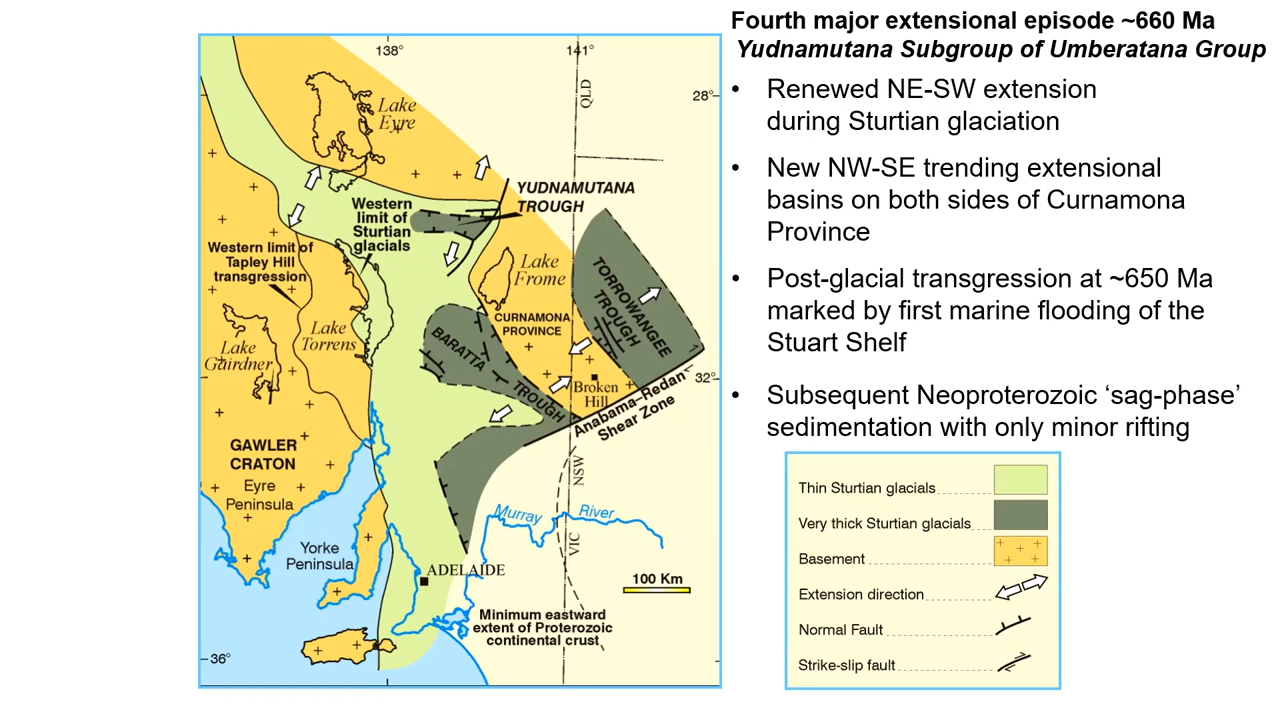 Fourth major extensional episode ~660 Ma
Yudnamutana Subgroup of Umberatana Group
• Renewed NE-SW extension
during Sturtian glaciation
• New NW-SE trending extensional
basins on both sides of Curnamona
Province
• Post-glacial transgression at ~650 Ma
marked by first marine flooding of the
Stuart Shelf
• Subsequent Neoproterozoic ‘sag-phase’
sedimentation with only minor rifting
138°
141°
28°
QLD
Lake
Eyre
YUDNAMUTANA
TROUGH
Western
limit of
Sturtian
glacials
Western limit of
Tapley Hill
transgression
Lake
Frome
TORROWANGEE
TROUGH
CURNAMONA
PROVINCE
Lake
Torrens
Lake
Gairdner
BARATTA
TROUGH
Broken
Hill
32°
Anabama–Redan
Shear Zone
GAWLER
CRATON
Eyre
Peninsula
NSW
Murray River
VIC
Yorke
Peninsula
ADELAIDE
100 Km
Minimum eastward
extent of Proterozoic
continental crust
36°
Thin Sturtian glacials
Very thick Sturtian glacials
Basement
Extension direction
Normal Fault
Strike-slip fault